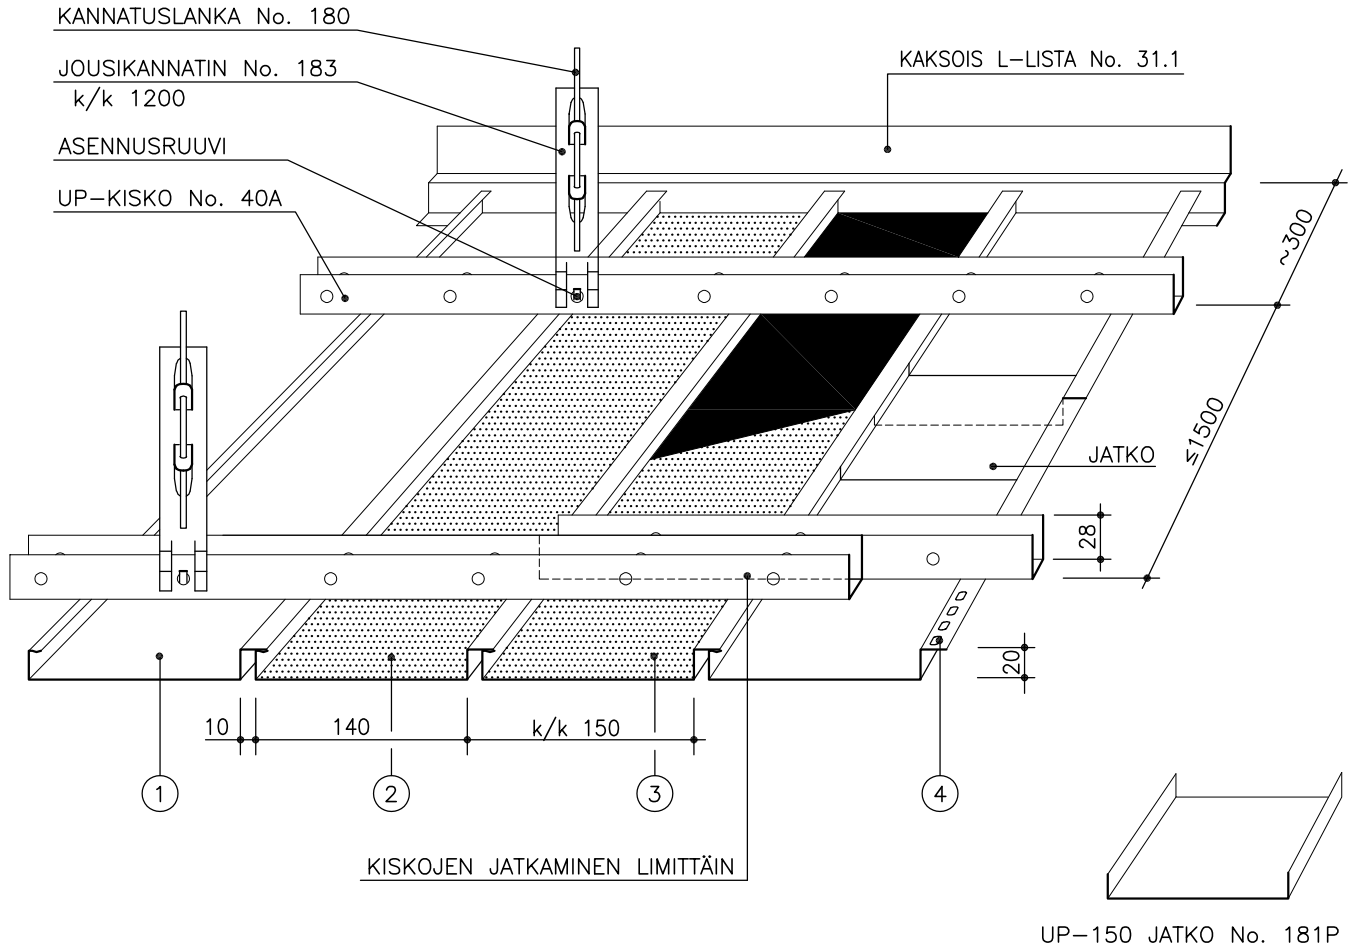 KANNATUSLANKA No. 180
JOUSIKANNATIN No. 183
k/k 1200
ASENNUSRUUVI
UP-KISKO No. 40A
KAKSOIS L-LISTA No. 31.1
~300
≤1500
JATKO
28
20
10
140
k/k 150
1
2
3
4
KISKOJEN JATKAMINEN LIMITTÄIN
UP-150 JATKO No. 181P